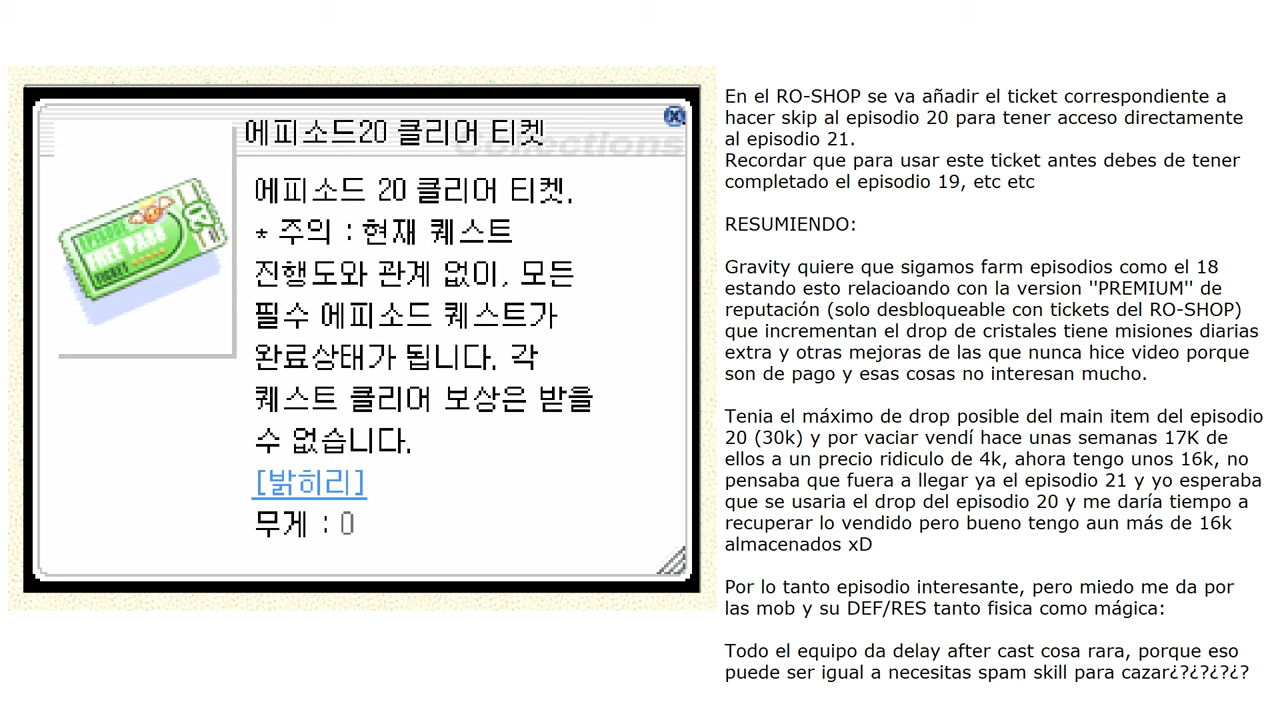 에피소드20 클리어 티켓
Collections
에피소드 20 클리어 티켓.
* 주의 : 현재 퀘스트
진행도와 관계 없이, 모든
필수 에피소드 퀘스트가
완료상태가 됩니다. 각
퀘스트 클리어 보상은 받을
수 없습니다.
[밝히리]
무게 : 0
EPISODE
FREE PASS
TICKET
20
En el RO-SHOP se va añadir el ticket correspondiente a
hacer skip al episodio 20 para tener acceso directamente
al episodio 21.
Recordar que para usar este ticket antes debes de tener
completado el episodio 19, etc etc
RESUMIENDO:
Gravity quiere que sigamos farm episodios como el 18
estando esto relacioando con la version "PREMIUM" de
reputación (solo desbloqueable con tickets del RO-SHOP)
que incrementan el drop de cristales tiene misiones diarias
extra y otras mejoras de las que nunca hice video porque
son de pago y esas cosas no interesan mucho.
Tenia el máximo de drop posible del main item del episodio
20 (30k) y por vaciar vendí hace unas semanas 17K de
ellos a un precio ridiculo de 4k, ahora tengo unos 16k, no
pensaba que fuera a llegar ya el episodio 21 y yo esperaba
que se usaria el drop del episodio 20 y me daría tiempo a
recuperar lo vendido pero bueno tengo aun más de 16k
almacenados xD
Por lo tanto episodio interesante, pero miedo me da por
las mob y su DEF/RES tanto fisica como mágica:
Todo el equipo da delay after cast cosa rara, porque eso
puede ser igual a necesitas spam skill para cazar¿?¿?¿?¿?